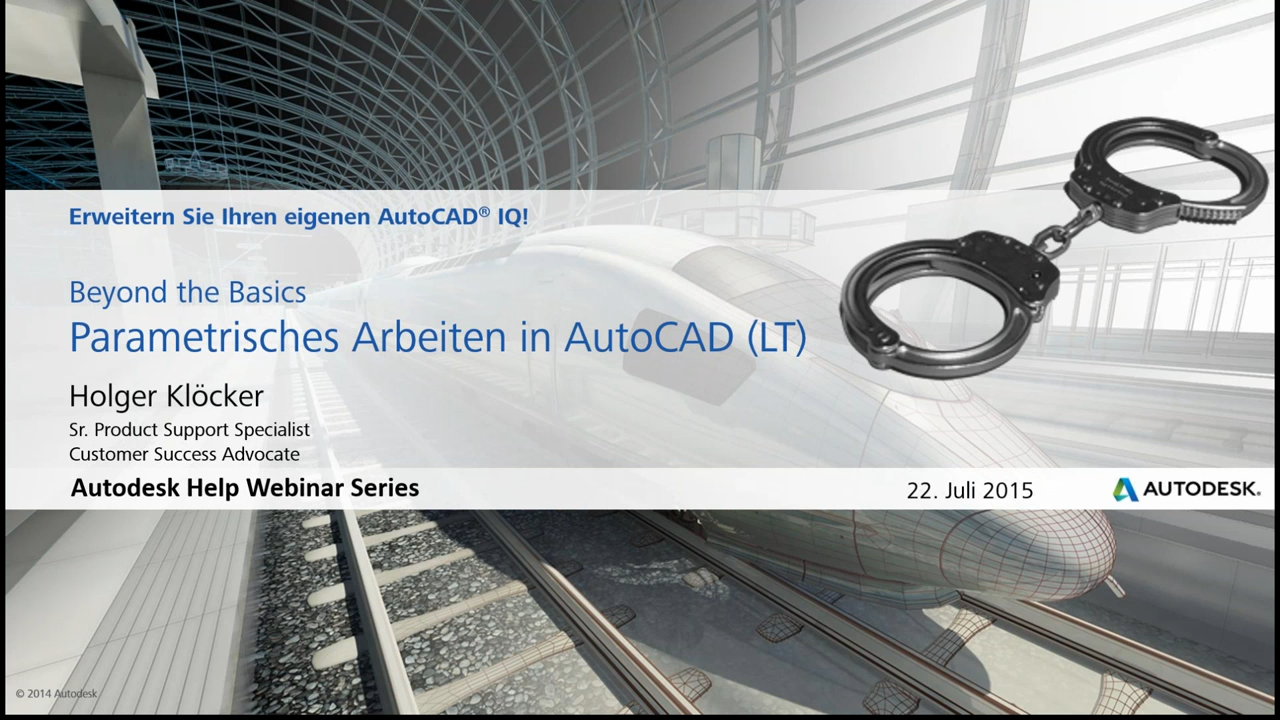 Erweitern Sie Ihren eigenen AutoCAD® IQ!
Beyond the Basics
Parametrisches Arbeiten in AutoCAD (LT)
Holger Klöcker
Sr. Product Support Specialist
Customer Success Advocate
Autodesk Help Webinar Series
22. Juli 2015
AUTODESK.
© 2014 Autodesk